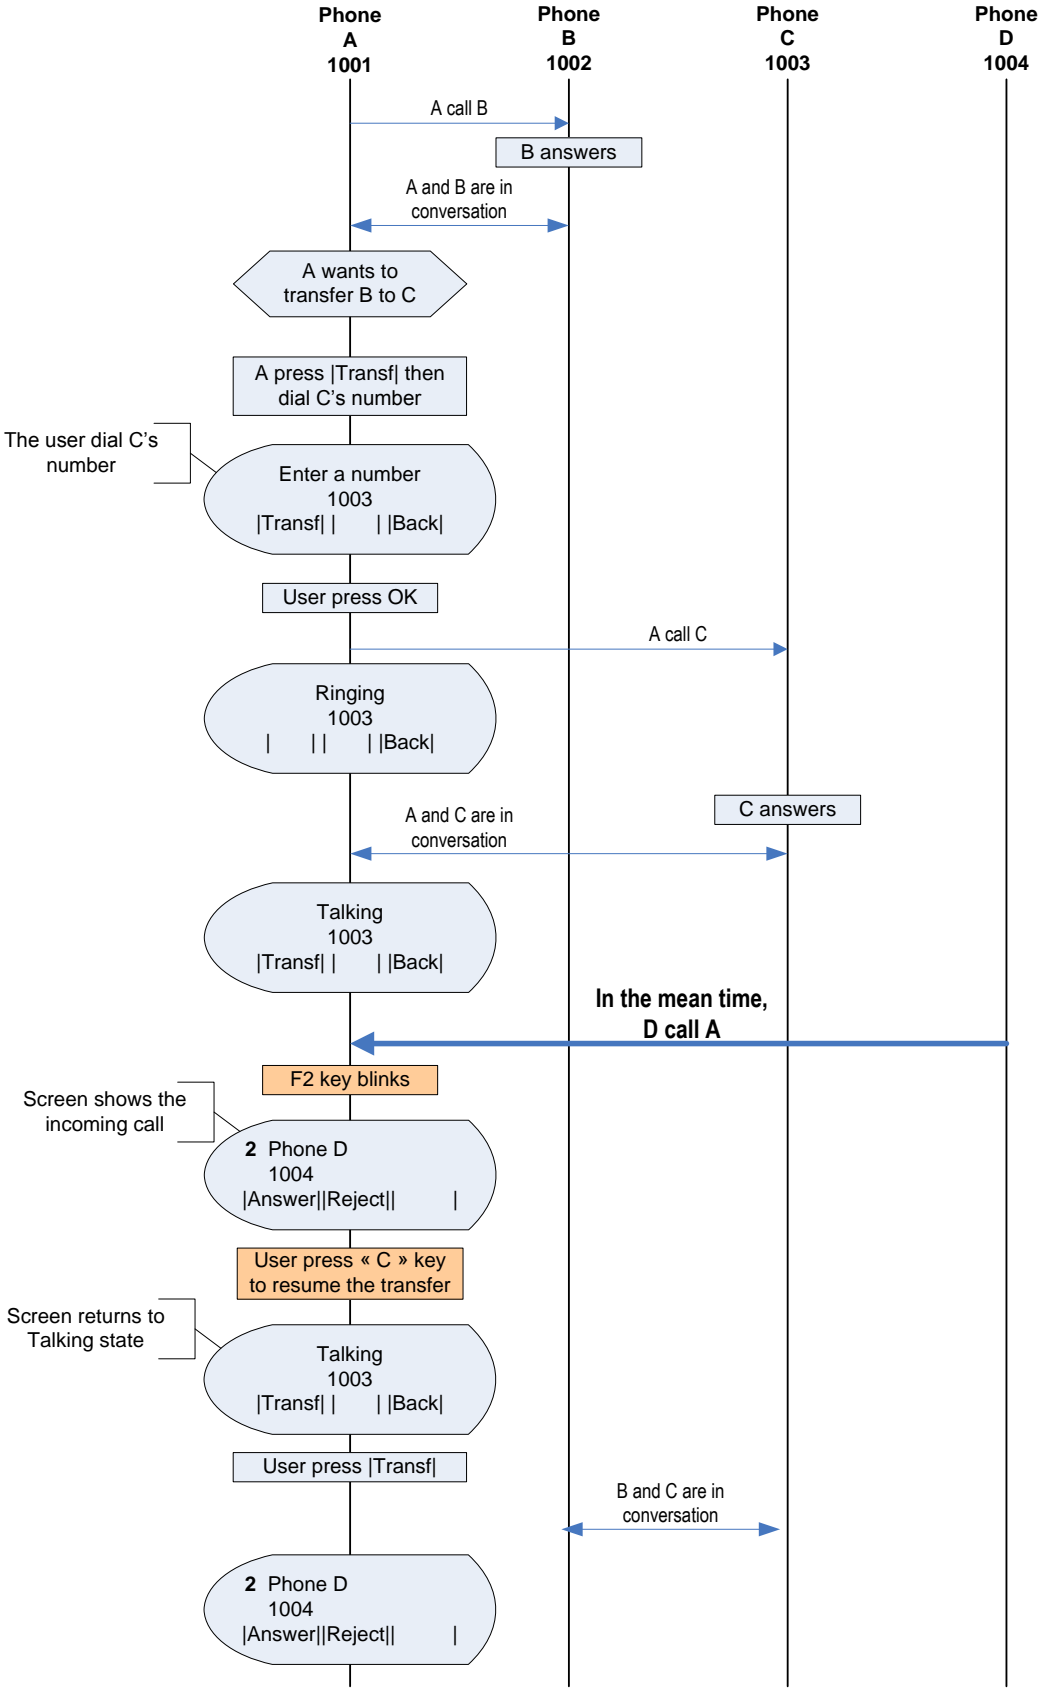 Phone
A
1001
Phone
B
1002
Phone
C
1003
Phone
D
1004
A call B
B answers
A and B are in
conversation
A wants to
transfer B to C
A press |Transf| then
dial C's number
The user dial C's
number
Enter a number
1003
|Transf| | | |Back|
User press OK
A call C
Ringing
1003
| | | | |Back|
C answers
A and C are in
conversation
Talking
1003
|Transf| | | |Back|
In the mean time,
D call A
F2 key blinks
Screen shows the
incoming call
2 Phone D
1004
|Answer||Reject|| |
User press « C » key
to resume the transfer
Screen returns to
Talking state
Talking
1003
|Transf| | | |Back|
User press |Transf|
B and C are in
conversation
2 Phone D
1004
|Answer||Reject|| |